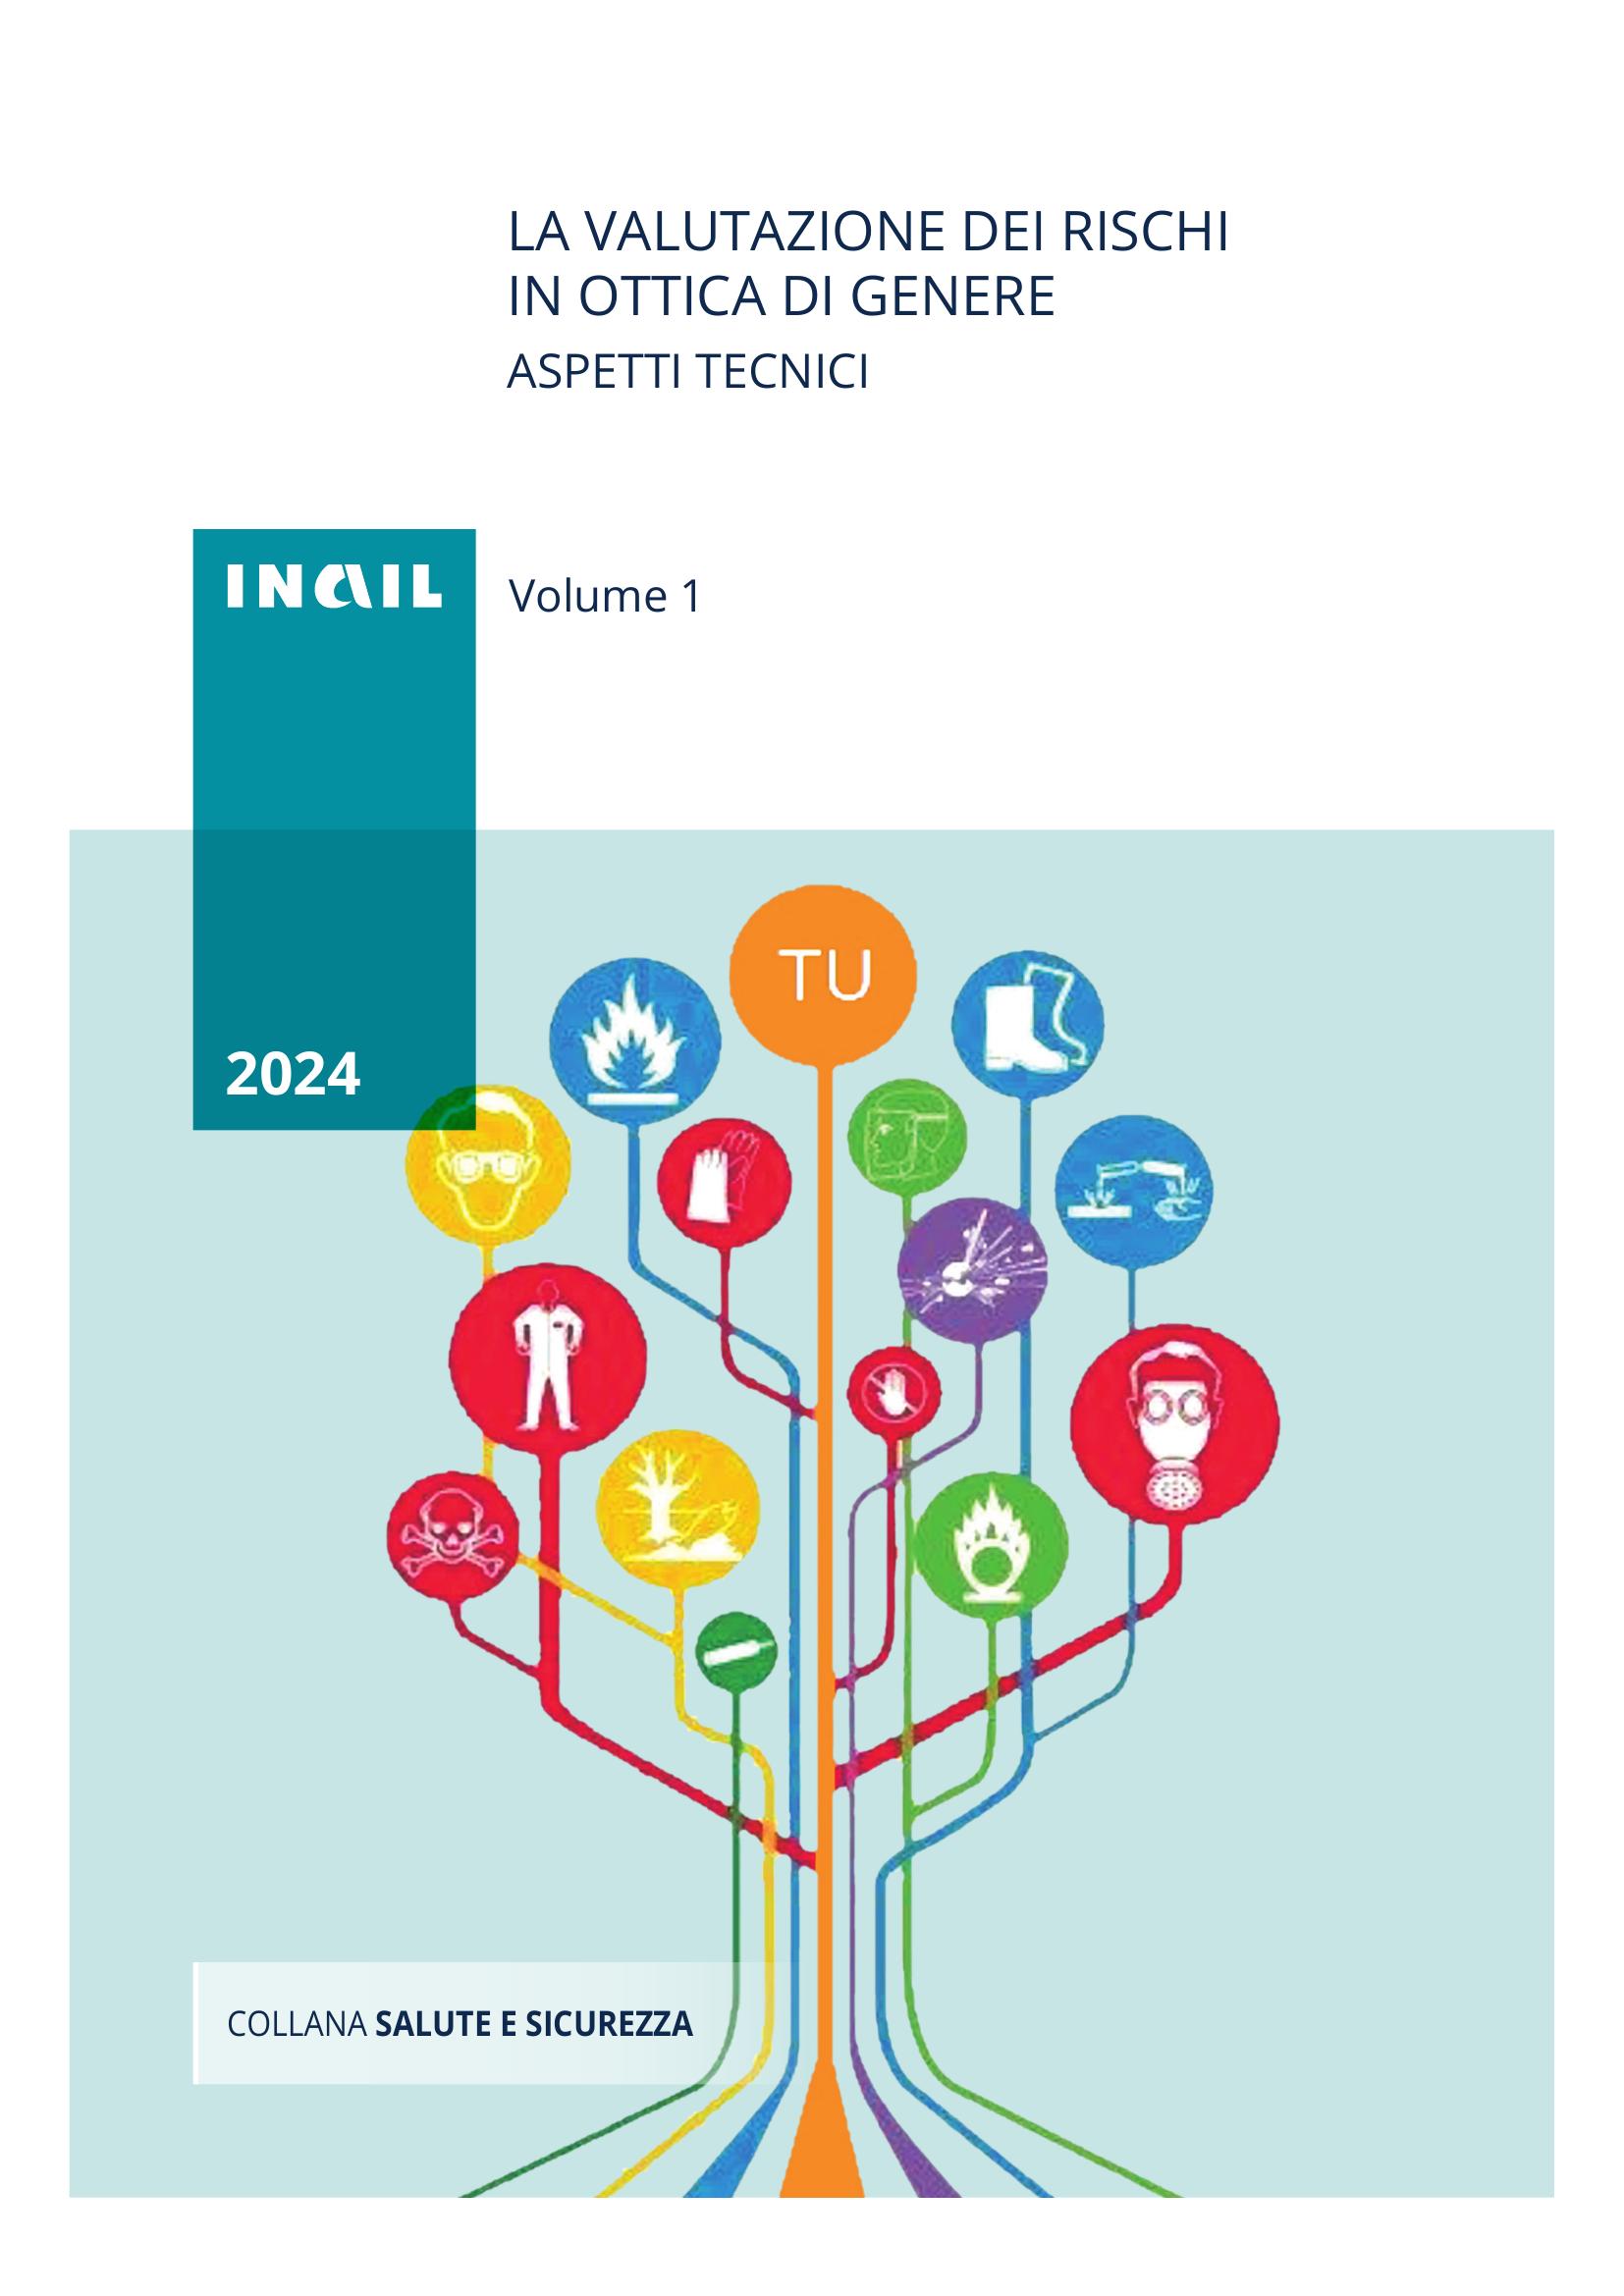 LA VALUTAZIONE DEI RISCHI
IN OTTICA DI GENERE
ASPETTI TECNICI
INAIL
Volume 1
2024
TU
COLLANA SALUTE E SICUREZZA